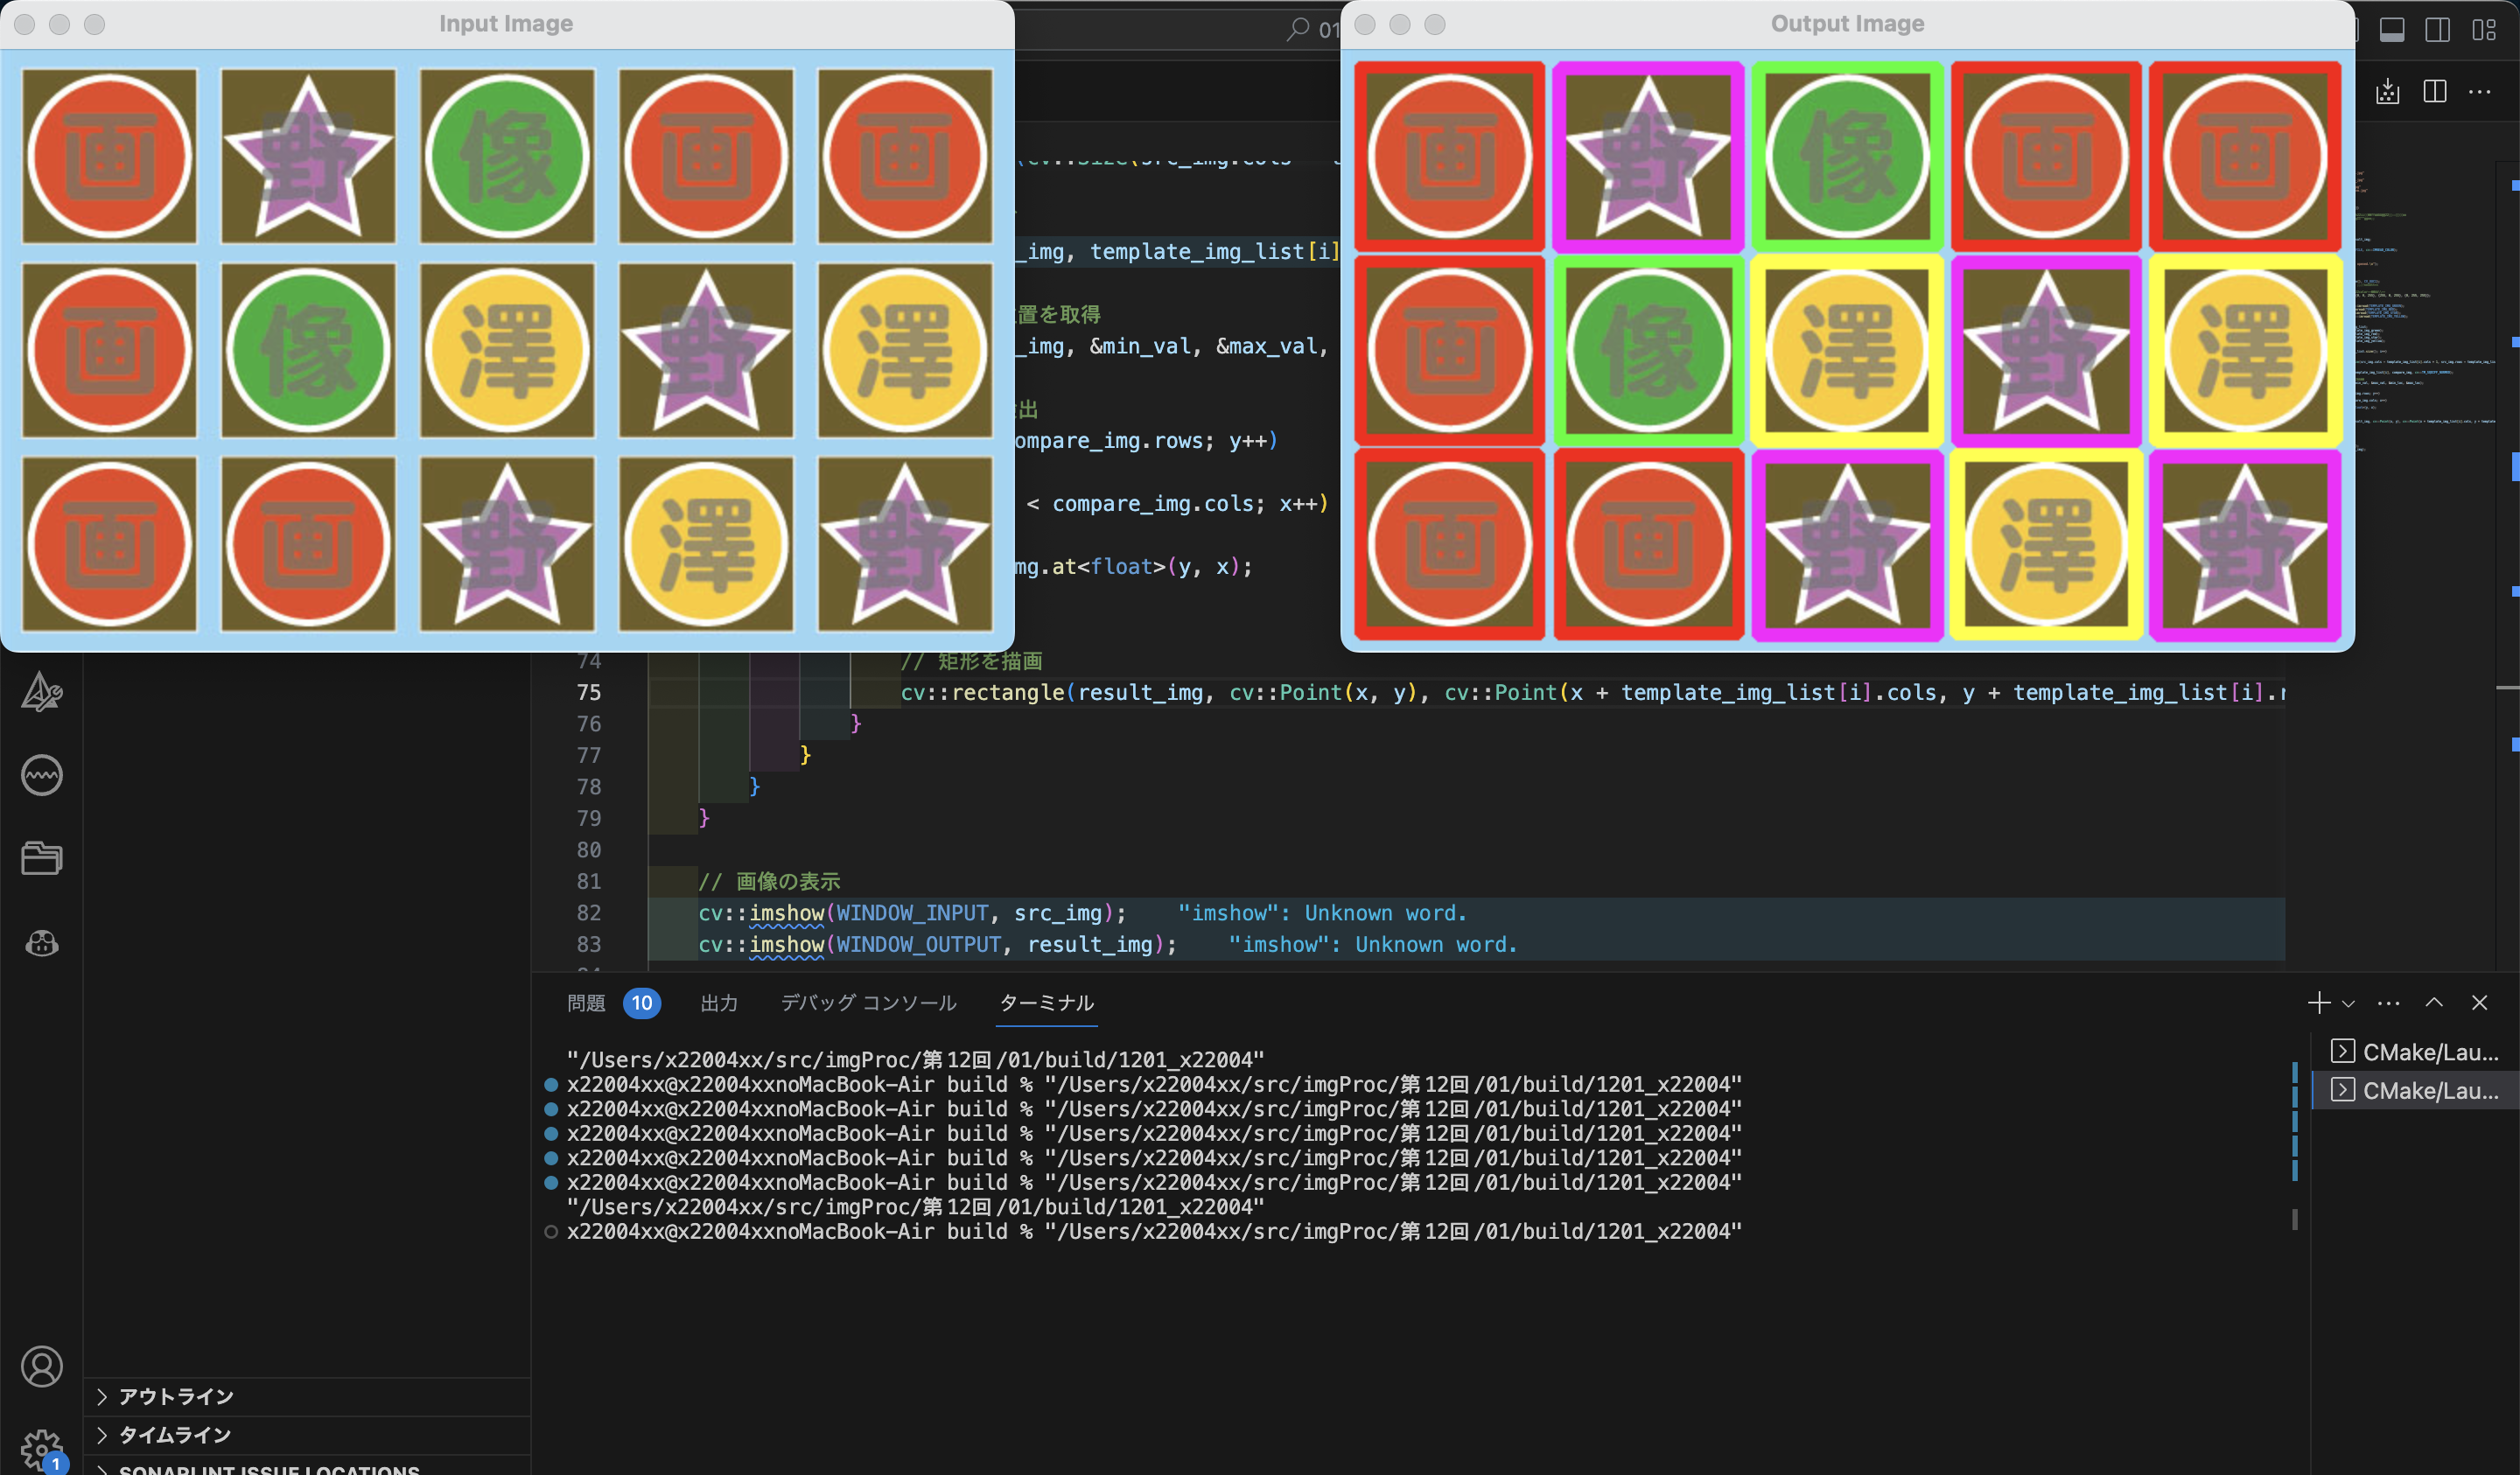 Input Image
画 野 像 画 画
画 像 澤 野 澤
画 画 野 澤 野
Output Image
画 野 像 画 画
画 像 澤 野 澤
画 画 野 澤 野
01
_img, template_img_list[i]
置を取得
_img, &min_val, &max_val,
出
ompare_img.rows; y++)
< compare_img.cols; x++)
mg.at<float>(y, x);
74 // 矩形を描画
75 cv::rectangle(result_img, cv::Point(x, y), cv::Point(x + template_img_list[i].cols, y + template_img_list[i].r
76 }
77 }
78 }
79 }
80
81 // 画像の表示
82 cv::imshow(WINDOW_INPUT, src_img); "imshow": Unknown word.
83 cv::imshow(WINDOW_OUTPUT, result_img); "imshow": Unknown word.
問題 10 出力 デバッグ コンソール ターミナル
"/Users/x22004xx/src/imgProc/第12回/01/build/1201_x22004"
x22004xx@x22004xxnoMacBook-Air build % "/Users/x22004xx/src/imgProc/第12回/01/build/1201_x22004"
x22004xx@x22004xxnoMacBook-Air build % "/Users/x22004xx/src/imgProc/第12回/01/build/1201_x22004"
x22004xx@x22004xxnoMacBook-Air build % "/Users/x22004xx/src/imgProc/第12回/01/build/1201_x22004"
x22004xx@x22004xxnoMacBook-Air build % "/Users/x22004xx/src/imgProc/第12回/01/build/1201_x22004"
x22004xx@x22004xxnoMacBook-Air build % "/Users/x22004xx/src/imgProc/第12回/01/build/1201_x22004"
"/Users/x22004xx/src/imgProc/第12回/01/build/1201_x22004"
x22004xx@x22004xxnoMacBook-Air build % "/Users/x22004xx/src/imgProc/第12回/01/build/1201_x22004"
CMake/Lau...
CMake/Lau...
アウトライン
タイムライン
SONARLINT ISSUE LOCATIONS
1